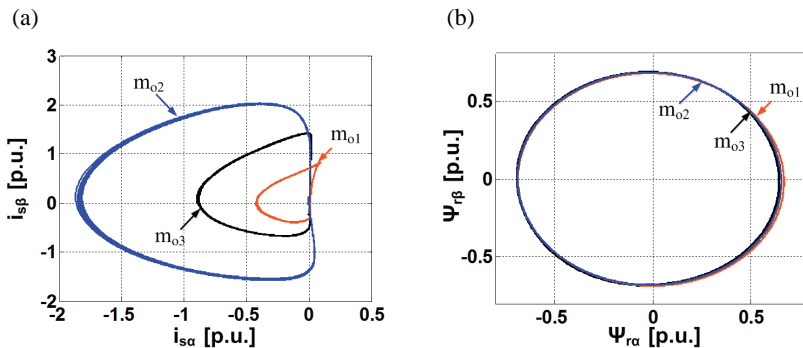 (a)
(b)
3
2
1
0
-1
-2
i_sβ [p.u.]
m_o2
m_o1
m_o3
-2 -1.5 -1 -0.5 0 0.5
i_sα [p.u.]
0.5
0
-0.5
Ψ_rβ [p.u.]
m_o2
m_o1
m_o3
-0.5 0 0.5
Ψ_rα [p.u.]